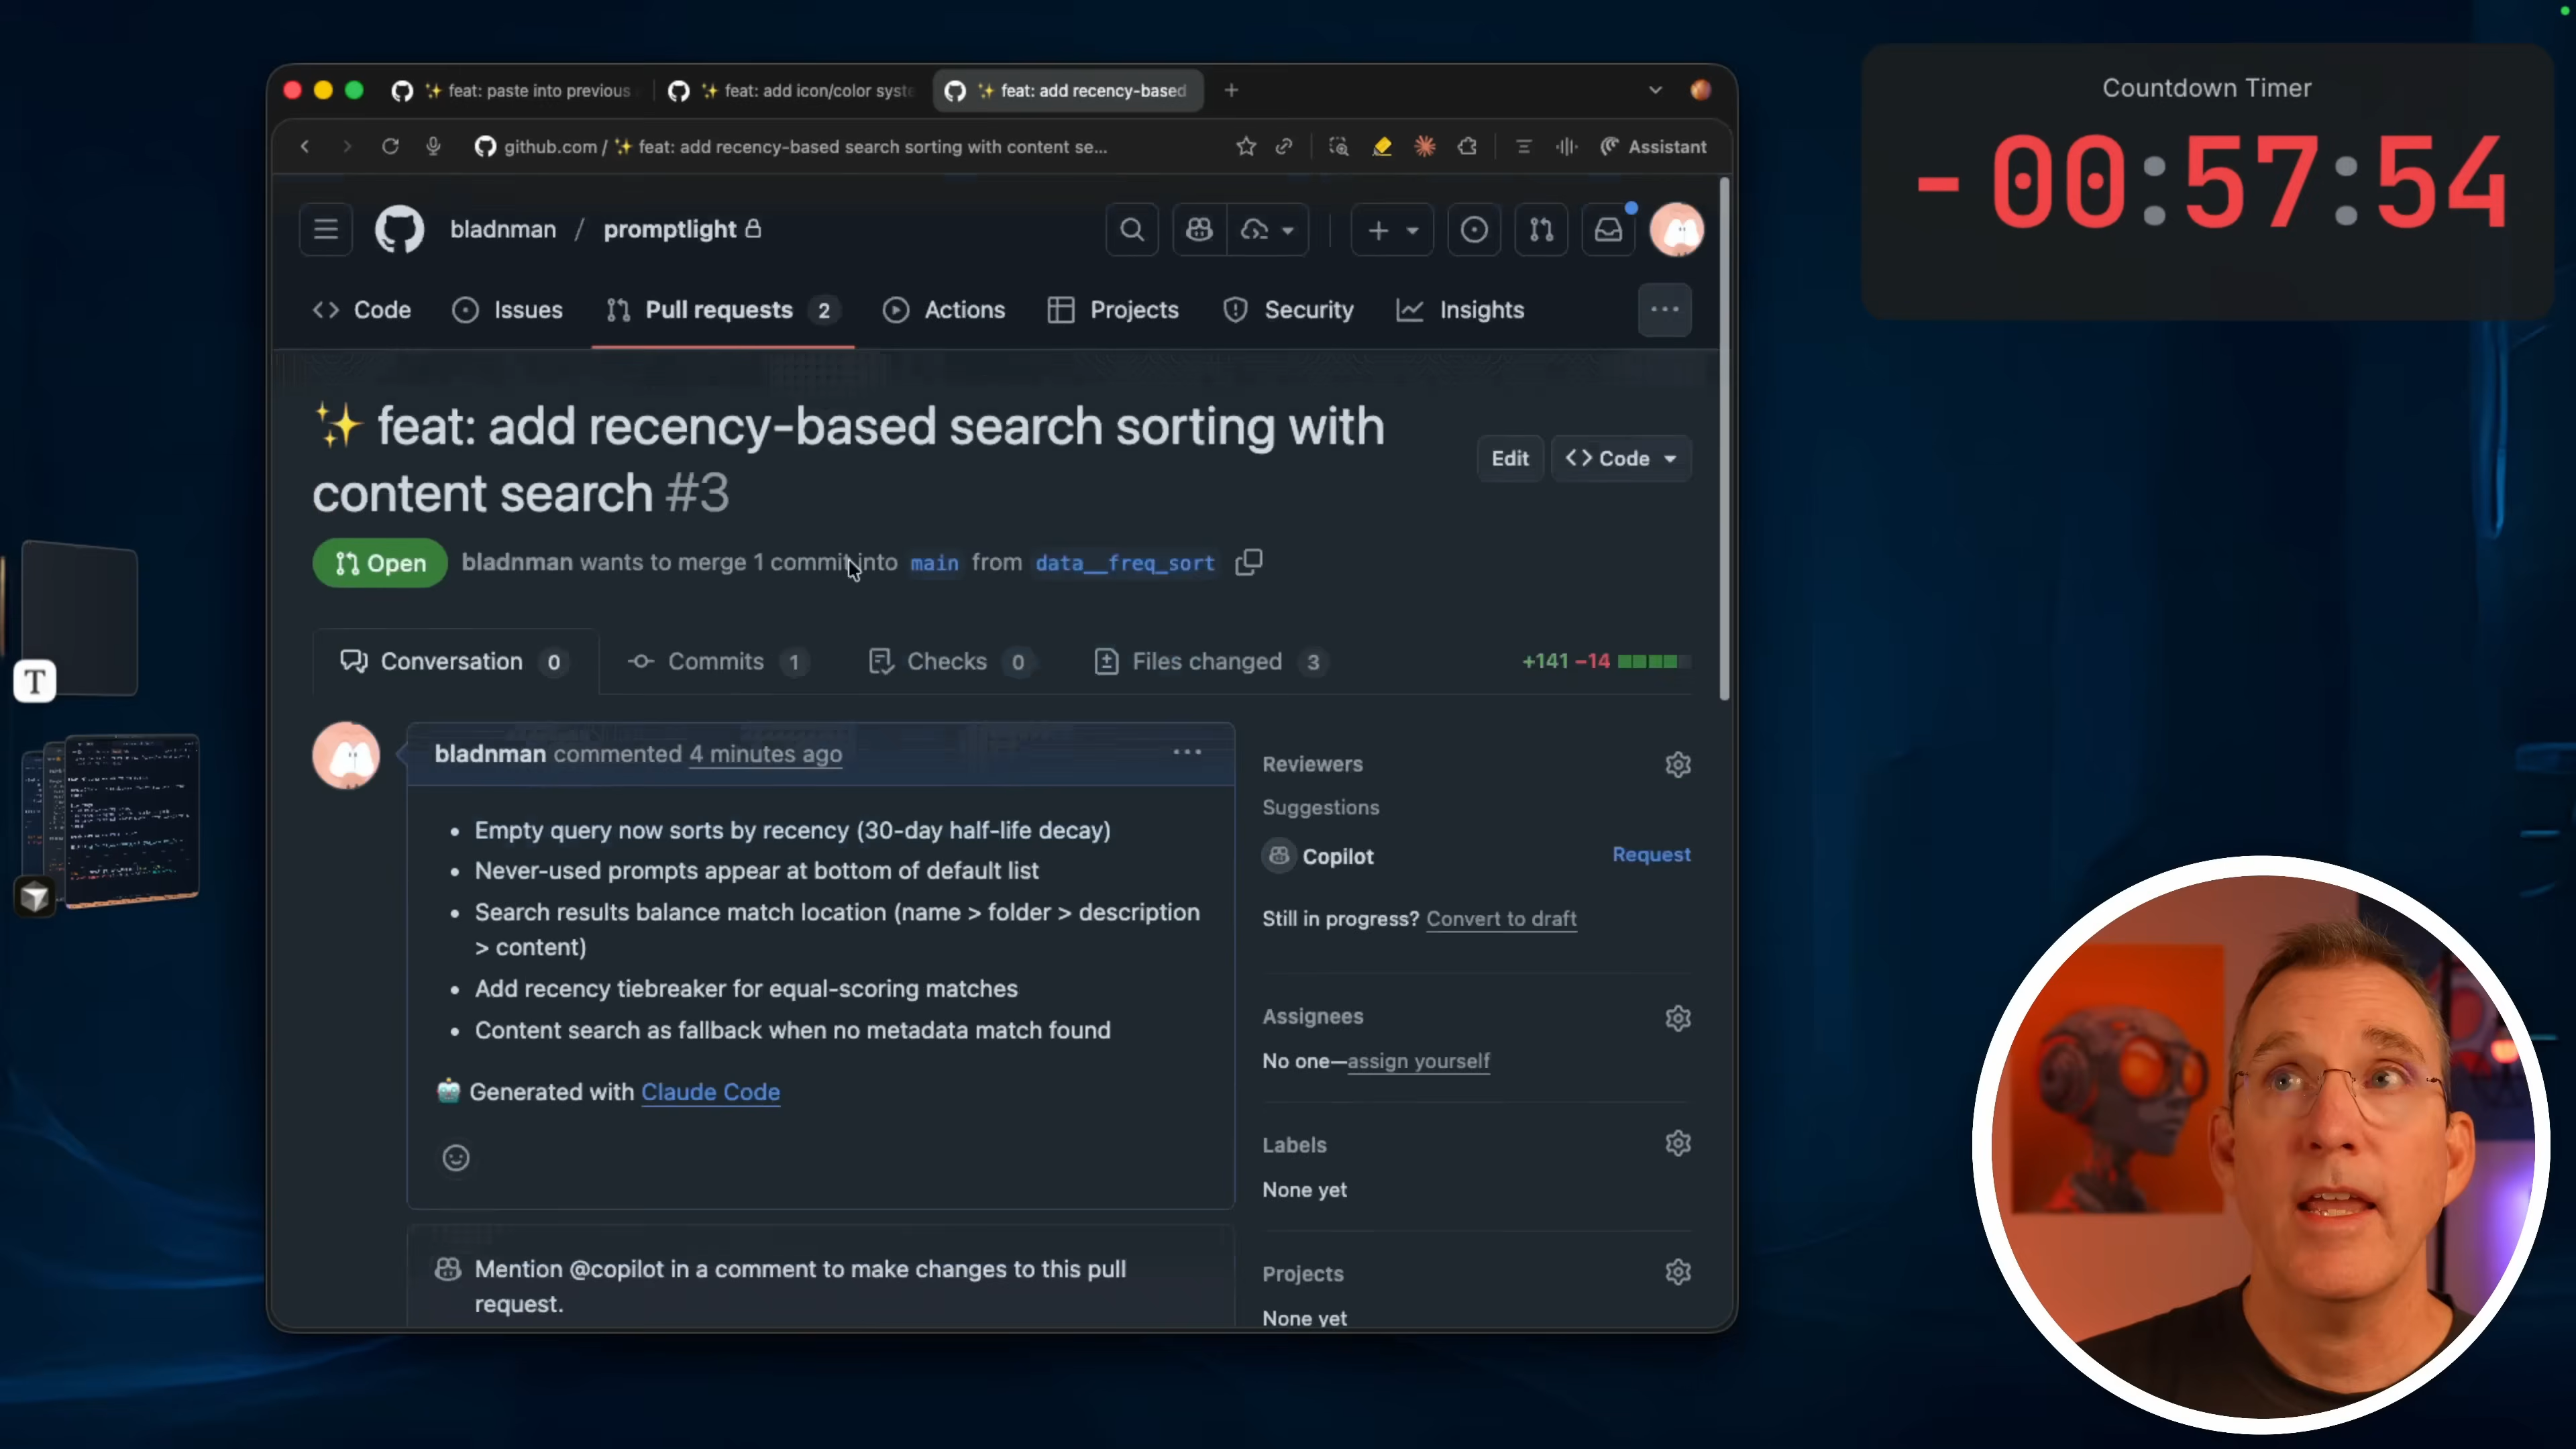 ✨ feat: paste into previous
✨ feat: add icon/color syste
✨ feat: add recency-based
github.com / ✨ feat: add recency-based search sorting with content se...
Assistant
bladnman / promptlight
Code
Issues
Pull requests 2
Actions
Projects
Security
Insights
✨ feat: add recency-based search sorting with
content search #3
Edit
Code
Open
bladnman wants to merge 1 commit into main from data__freq_sort
Conversation 0
Commits 1
Checks 0
Files changed 3
+141 −14
bladnman commented 4 minutes ago
• Empty query now sorts by recency (30-day half-life decay)
• Never-used prompts appear at bottom of default list
• Search results balance match location (name > folder > description
> content)
• Add recency tiebreaker for equal-scoring matches
• Content search as fallback when no metadata match found
🤖 Generated with Claude Code
Mention @copilot in a comment to make changes to this pull
request.
Reviewers
Suggestions
Copilot
Request
Still in progress? Convert to draft
Assignees
No one—assign yourself
Labels
None yet
Projects
None yet
Countdown Timer
-00:57:54
T